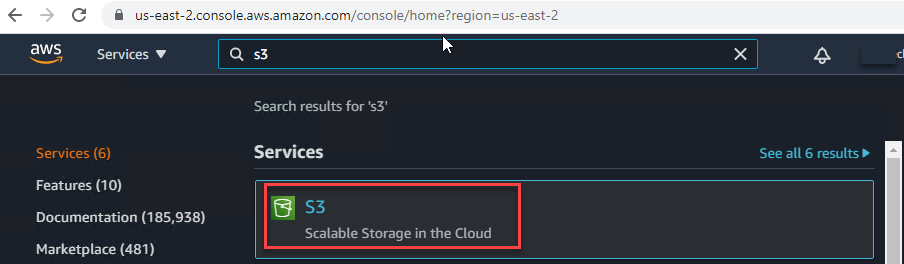 us-east-2.console.aws.amazon.com/console/home?region=us-east-2
aws Services s3
Search results for 's3'
Services (6)
Services See all 6 results
Features (10)
S3
Documentation (185,938)
Scalable Storage in the Cloud
Marketplace (481)